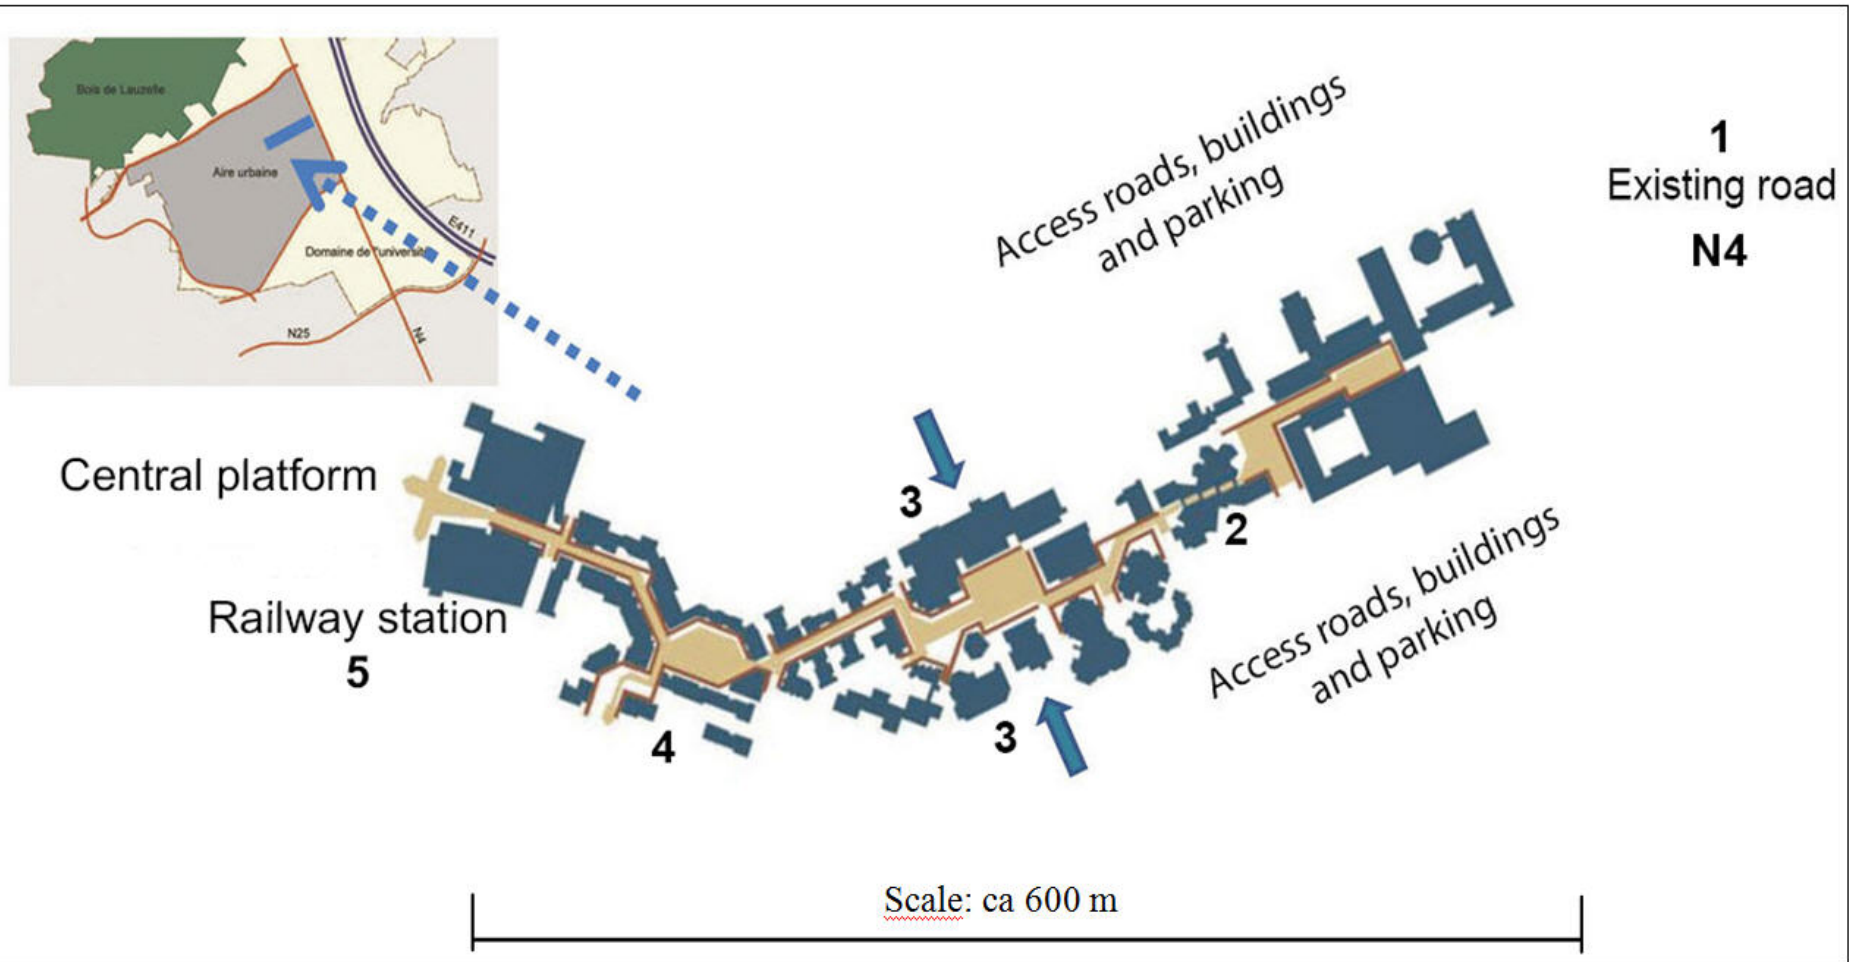 Bois de Lauzelle
Aire urbaine
E411
Domaine de l'université
N25
N4
Access roads, buildings
and parking
1
Existing road
N4
Central platform
3
2
Railway station
5
Access roads, buildings
and parking
4
3
Scale: ca 600 m